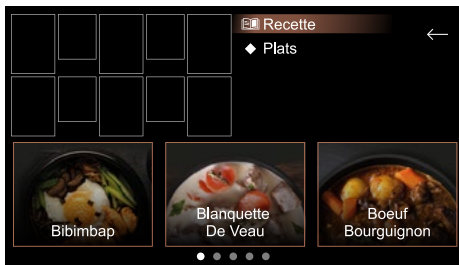 Recette
Plats
Bibimbap
Blanquette
De Veau
Boeuf
Bourguignon